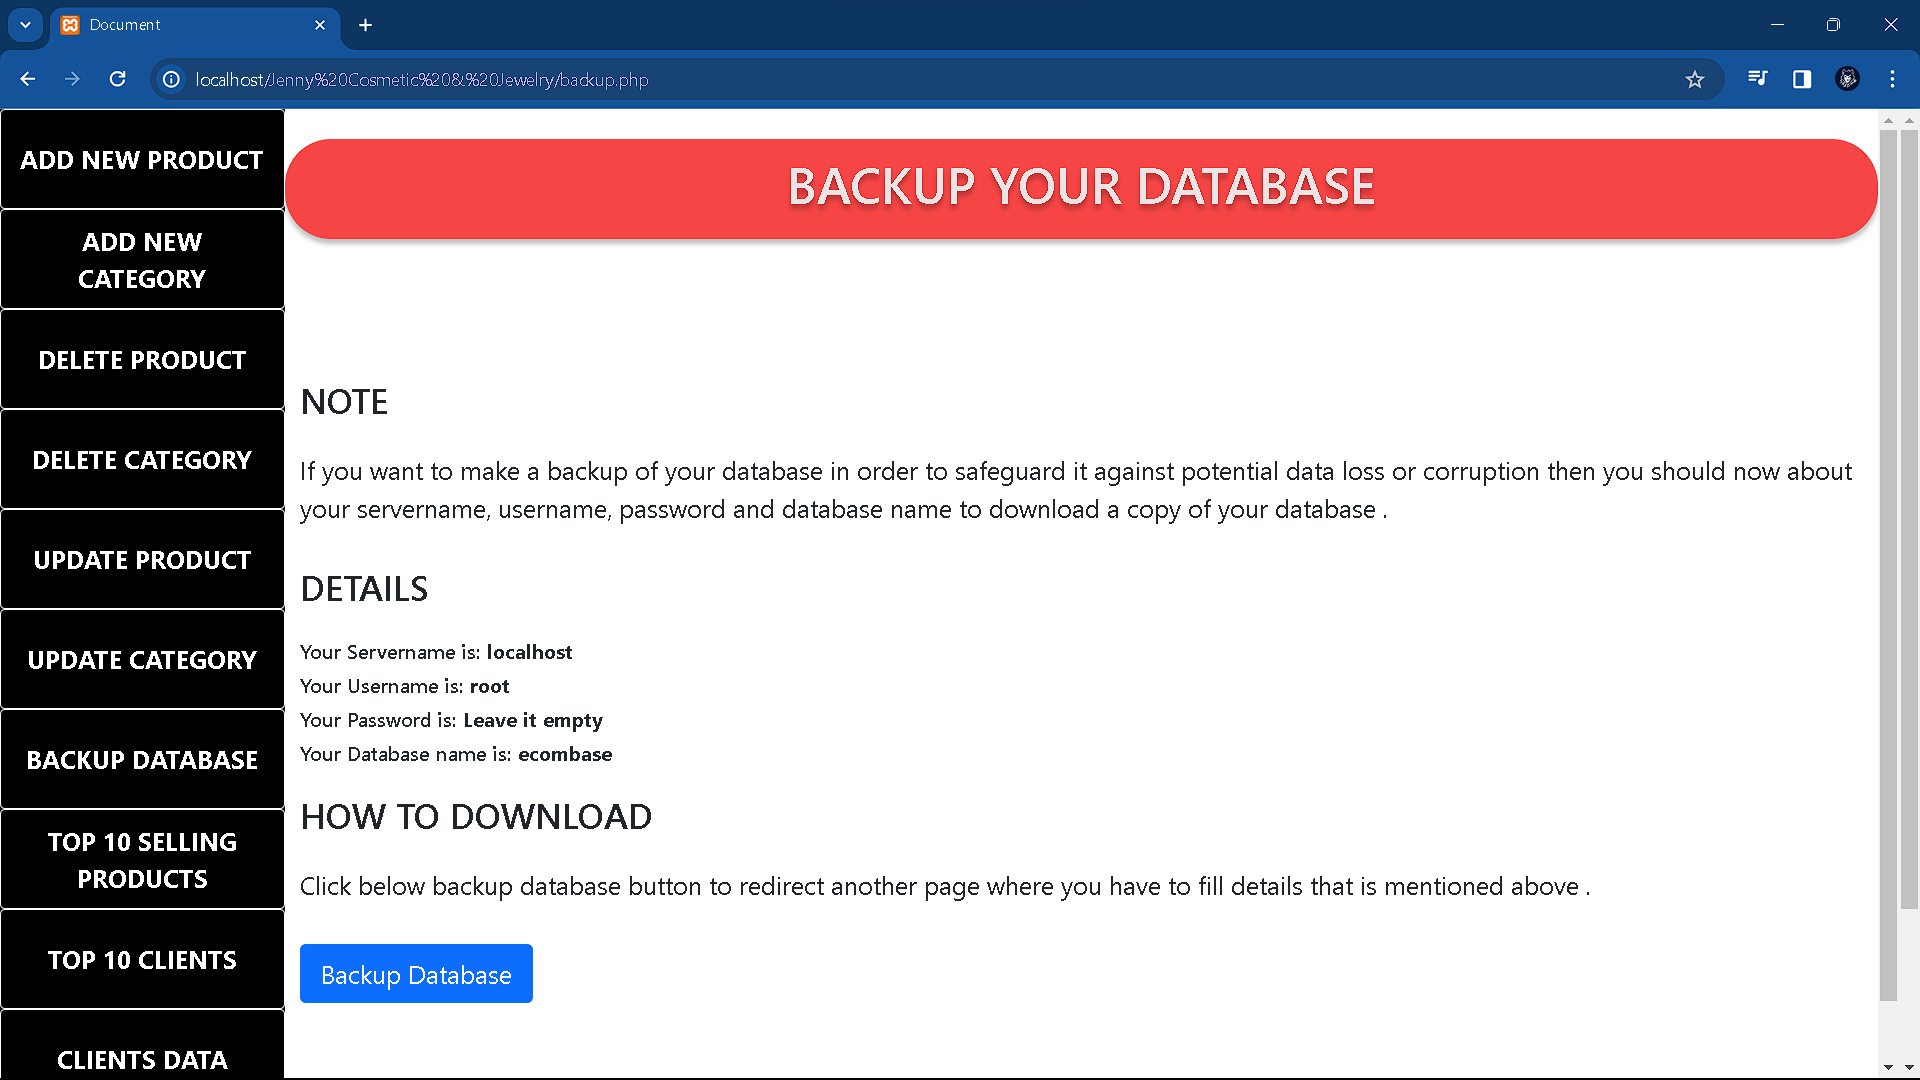 Document
localhost/Jenny%20Cosmetic%20&%20Jewelry/backup.php
ADD NEW PRODUCT
ADD NEW
CATEGORY
DELETE PRODUCT
DELETE CATEGORY
UPDATE PRODUCT
UPDATE CATEGORY
BACKUP DATABASE
TOP 10 SELLING
PRODUCTS
TOP 10 CLIENTS
CLIENTS DATA
BACKUP YOUR DATABASE
NOTE
If you want to make a backup of your database in order to safeguard it against potential data loss or corruption then you should now about
your servername, username, password and database name to download a copy of your database .
DETAILS
Your Servername is: localhost
Your Username is: root
Your Password is: Leave it empty
Your Database name is: ecombase
HOW TO DOWNLOAD
Click below backup database button to redirect another page where you have to fill details that is mentioned above .
Backup Database